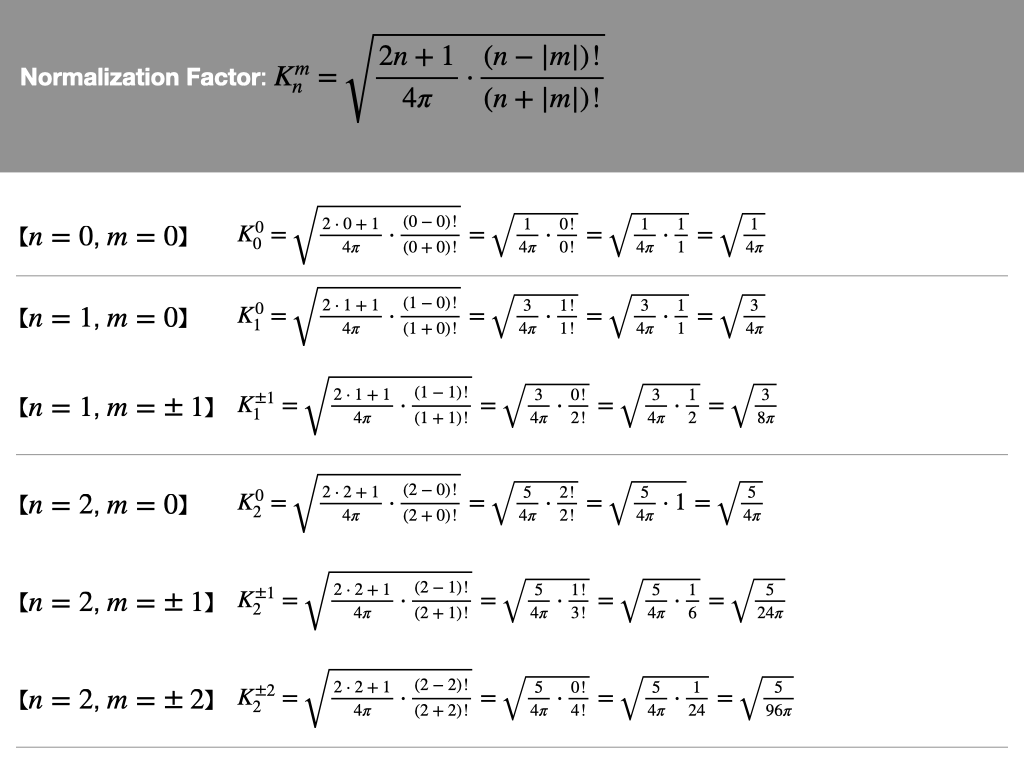 Normalization Factor: $K_n^m = \sqrt{\frac{2n+1}{4\pi} \cdot \frac{(n-|m|)!}{(n+|m|)!}}$
【$n = 0, m = 0$】 $K_0^0 = \sqrt{\frac{2 \cdot 0+1}{4\pi} \cdot \frac{(0-0)!}{(0+0)!}} = \sqrt{\frac{1}{4\pi} \cdot \frac{0!}{0!}} = \sqrt{\frac{1}{4\pi} \cdot \frac{1}{1}} = \sqrt{\frac{1}{4\pi}}$
【$n = 1, m = 0$】 $K_1^0 = \sqrt{\frac{2 \cdot 1+1}{4\pi} \cdot \frac{(1-0)!}{(1+0)!}} = \sqrt{\frac{3}{4\pi} \cdot \frac{1!}{1!}} = \sqrt{\frac{3}{4\pi} \cdot \frac{1}{1}} = \sqrt{\frac{3}{4\pi}}$
【$n = 1, m = \pm 1$】 $K_1^{\pm 1} = \sqrt{\frac{2 \cdot 1+1}{4\pi} \cdot \frac{(1-1)!}{(1+1)!}} = \sqrt{\frac{3}{4\pi} \cdot \frac{0!}{2!}} = \sqrt{\frac{3}{4\pi} \cdot \frac{1}{2}} = \sqrt{\frac{3}{8\pi}}$
【$n = 2, m = 0$】 $K_2^0 = \sqrt{\frac{2 \cdot 2+1}{4\pi} \cdot \frac{(2-0)!}{(2+0)!}} = \sqrt{\frac{5}{4\pi} \cdot \frac{2!}{2!}} = \sqrt{\frac{5}{4\pi} \cdot 1} = \sqrt{\frac{5}{4\pi}}$
【$n = 2, m = \pm 1$】 $K_2^{\pm 1} = \sqrt{\frac{2 \cdot 2+1}{4\pi} \cdot \frac{(2-1)!}{(2+1)!}} = \sqrt{\frac{5}{4\pi} \cdot \frac{1!}{3!}} = \sqrt{\frac{5}{4\pi} \cdot \frac{1}{6}} = \sqrt{\frac{5}{24\pi}}$
【$n = 2, m = \pm 2$】 $K_2^{\pm 2} = \sqrt{\frac{2 \cdot 2+1}{4\pi} \cdot \frac{(2-2)!}{(2+2)!}} = \sqrt{\frac{5}{4\pi} \cdot \frac{0!}{4!}} = \sqrt{\frac{5}{4\pi} \cdot \frac{1}{24}} = \sqrt{\frac{5}{96\pi}}$